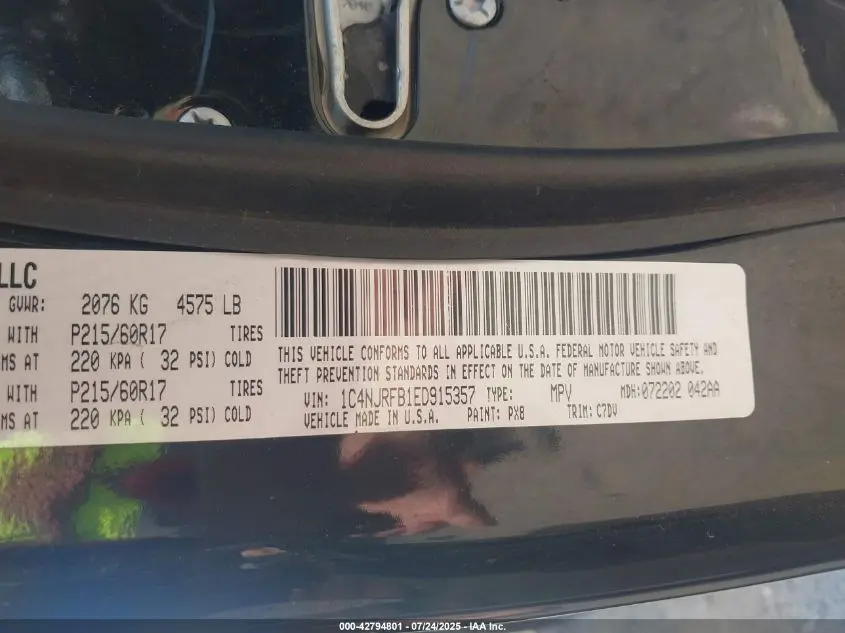 LLC
GVWR: 2076 KG 4575 LB
WITH P215/60R17 TIRES
MS AT 220 KPA ( 32 PSI) COLD
WITH P215/60R17 TIRES
MS AT 220 KPA ( 32 PSI) COLD
THIS VEHICLE CONFORMS TO ALL APPLICABLE U.S.A. FEDERAL MOTOR VEHICLE SAFETY AND
THEFT PREVENTION STANDARDS IN EFFECT ON THE DATE OF MANUFACTURE SHOWN ABOVE.
VIN: 1C4NJRFB1ED915357 TYPE: MPV MDH:072202 042AA
VEHICLE MADE IN U.S.A. PAINT: PX8 TRIM: C7DV
000-42794801 - 07/24/2025 - IAA, Inc.